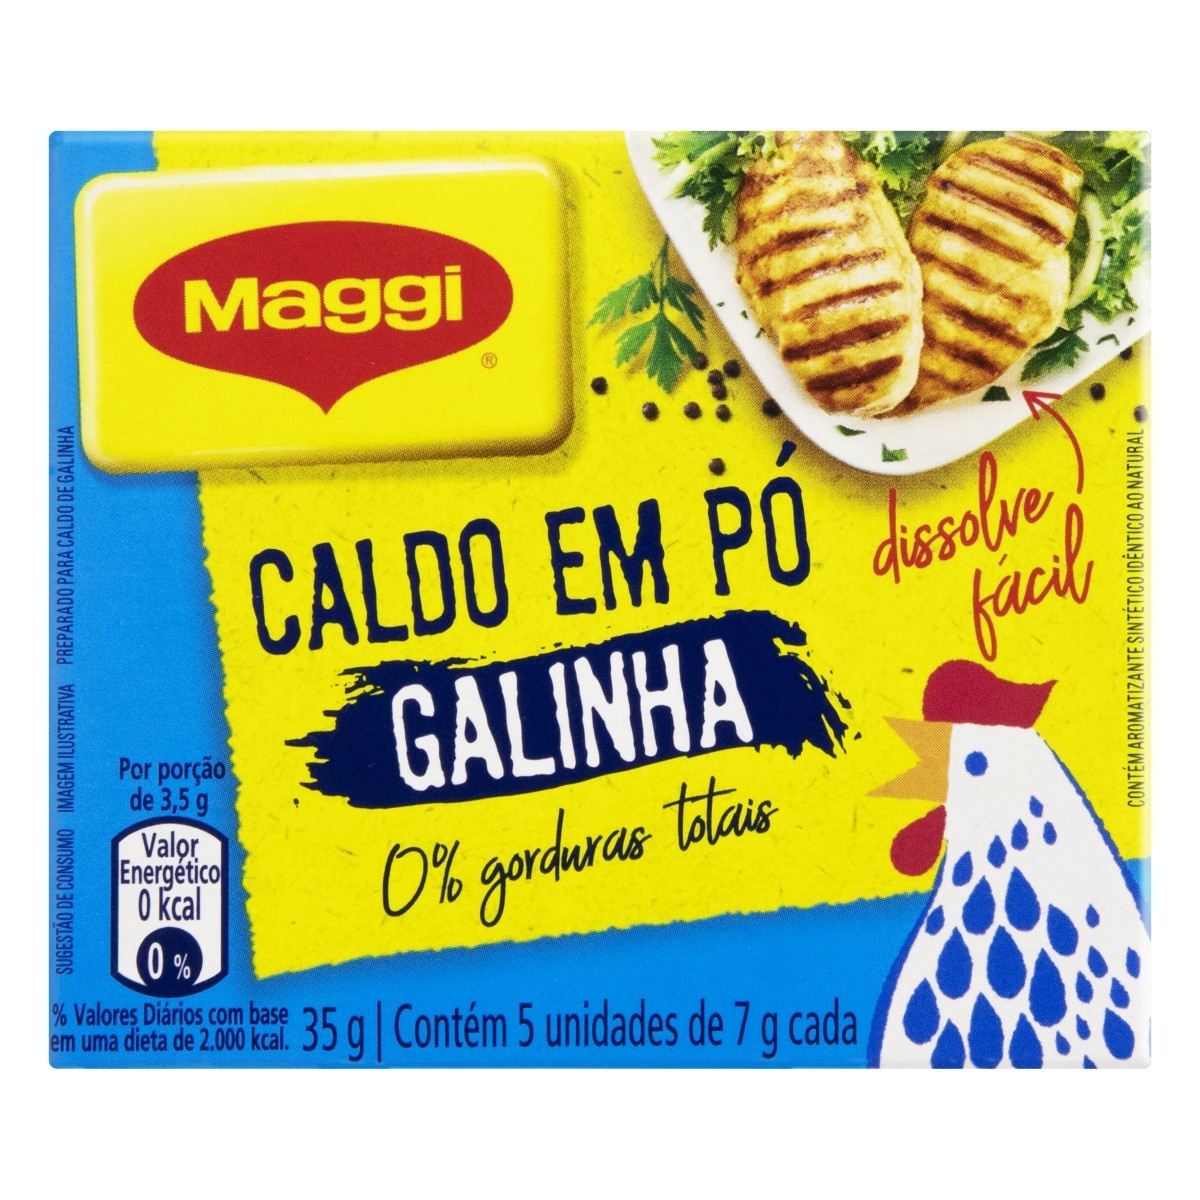 Maggi
®
CALDO EM PÓ
GALINHA
0% gorduras totais
dissolve
fácil
Por porção
de 3,5 g
Valor
Energético
0 kcal
0 %
% Valores Diários com base
em uma dieta de 2.000 kcal.
35 g | Contém 5 unidades de 7 g cada
SUGESTÃO DE CONSUMO IMAGEM ILUSTRATIVA PREPARADO PARA CALDO DE GALINHA
CONTÉM AROMATIZANTE SINTÉTICO IDÊNTICO AO NATURAL